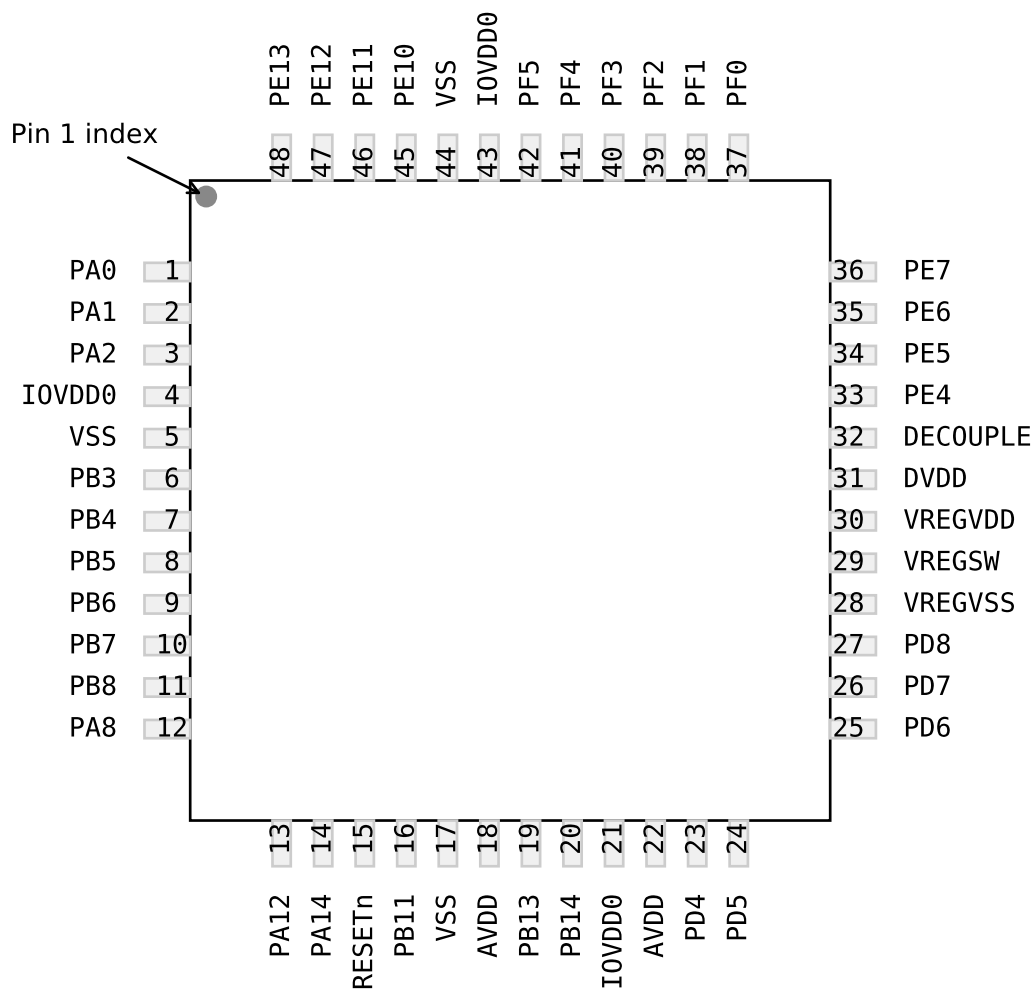 PE13 PE12 PE11 PE10 VSS IOVDD0 PF5 PF4 PF3 PF2 PF1 PF0
Pin 1 index
48 47 46 45 44 43 42 41 40 39 38 37
PA0 1 36 PE7
PA1 2 35 PE6
PA2 3 34 PE5
IOVDD0 4 33 PE4
VSS 5 32 DECOUPLE
PB3 6 31 DVDD
PB4 7 30 VREGVDD
PB5 8 29 VREGSW
PB6 9 28 VREGVSS
PB7 10 27 PD8
PB8 11 26 PD7
PA8 12 25 PD6
13 14 15 16 17 18 19 20 21 22 23 24
PA12 PA14 RESETn PB11 VSS AVDD PB13 PB14 IOVDD0 AVDD PD4 PD5